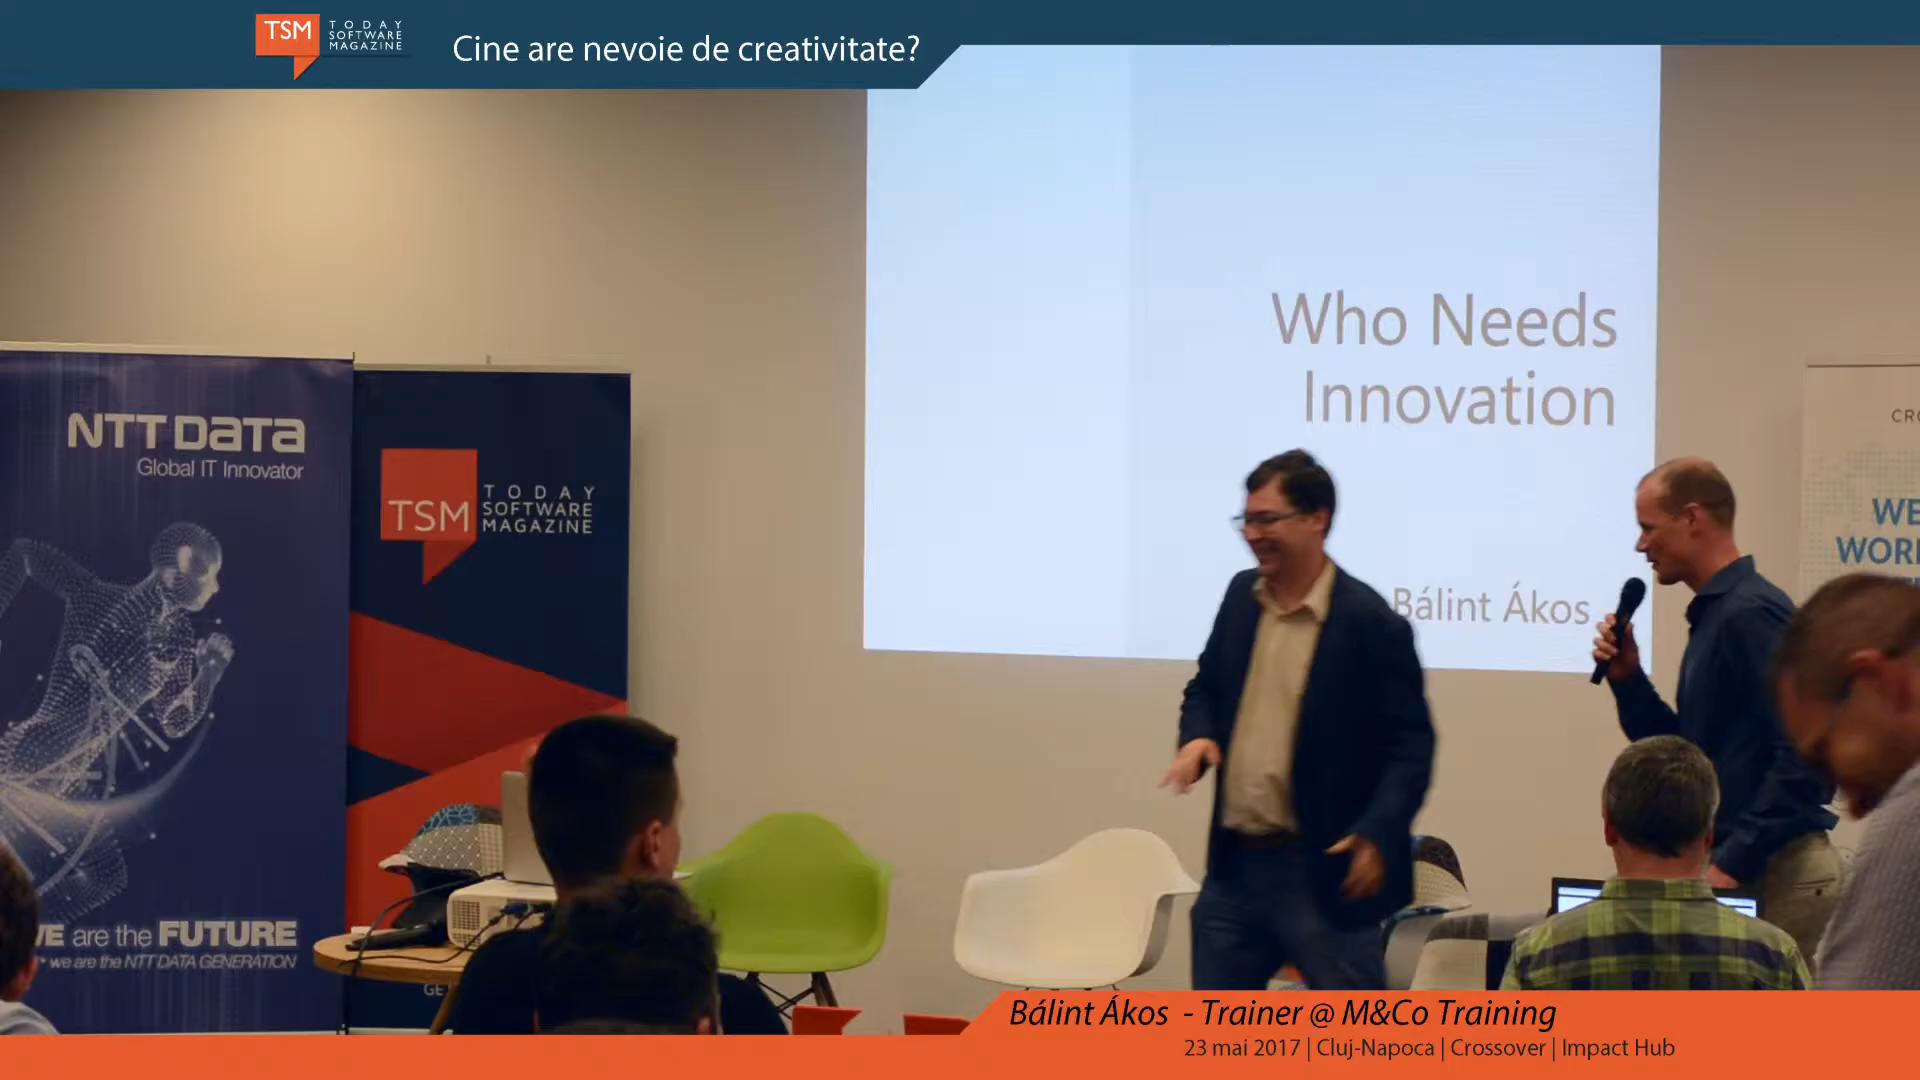 TSM
TODAY
SOFTWARE
MAGAZINE
Cine are nevoie de creativitate?
Who Needs
Innovation
Bálint Ákos
NTT DATA
Global IT Innovator
TSM
TODAY
SOFTWARE
MAGAZINE
are the FUTURE
we are the NTT DATA GENERATION
WE
Bálint Ákos - Trainer @ M&Co Training
23 mai 2017 | Cluj-Napoca | Crossover | Impact Hub